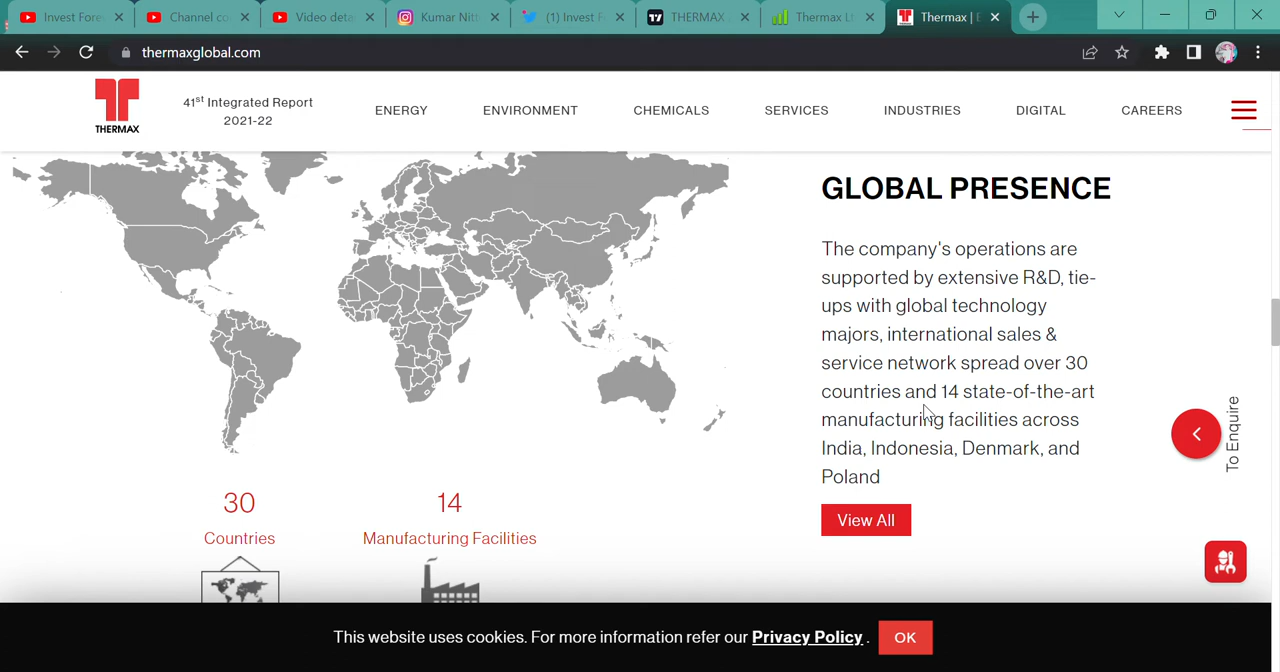 Invest Fore
Channel co
Video deta
Kumar Nitt
(1) Invest F
THERMAX
Thermax L
Thermax | E
thermaxglobal.com
THERMAX
41st Integrated Report
2021-22
ENERGY
ENVIRONMENT
CHEMICALS
SERVICES
INDUSTRIES
DIGITAL
CAREERS
GLOBAL PRESENCE
The company's operations are
supported by extensive R&D, tie-
ups with global technology
majors, international sales &
service network spread over 30
countries and 14 state-of-the-art
manufacturing facilities across
India, Indonesia, Denmark, and
Poland
View All
30
Countries
14
Manufacturing Facilities
To Enquire
This website uses cookies. For more information refer our Privacy Policy .
OK